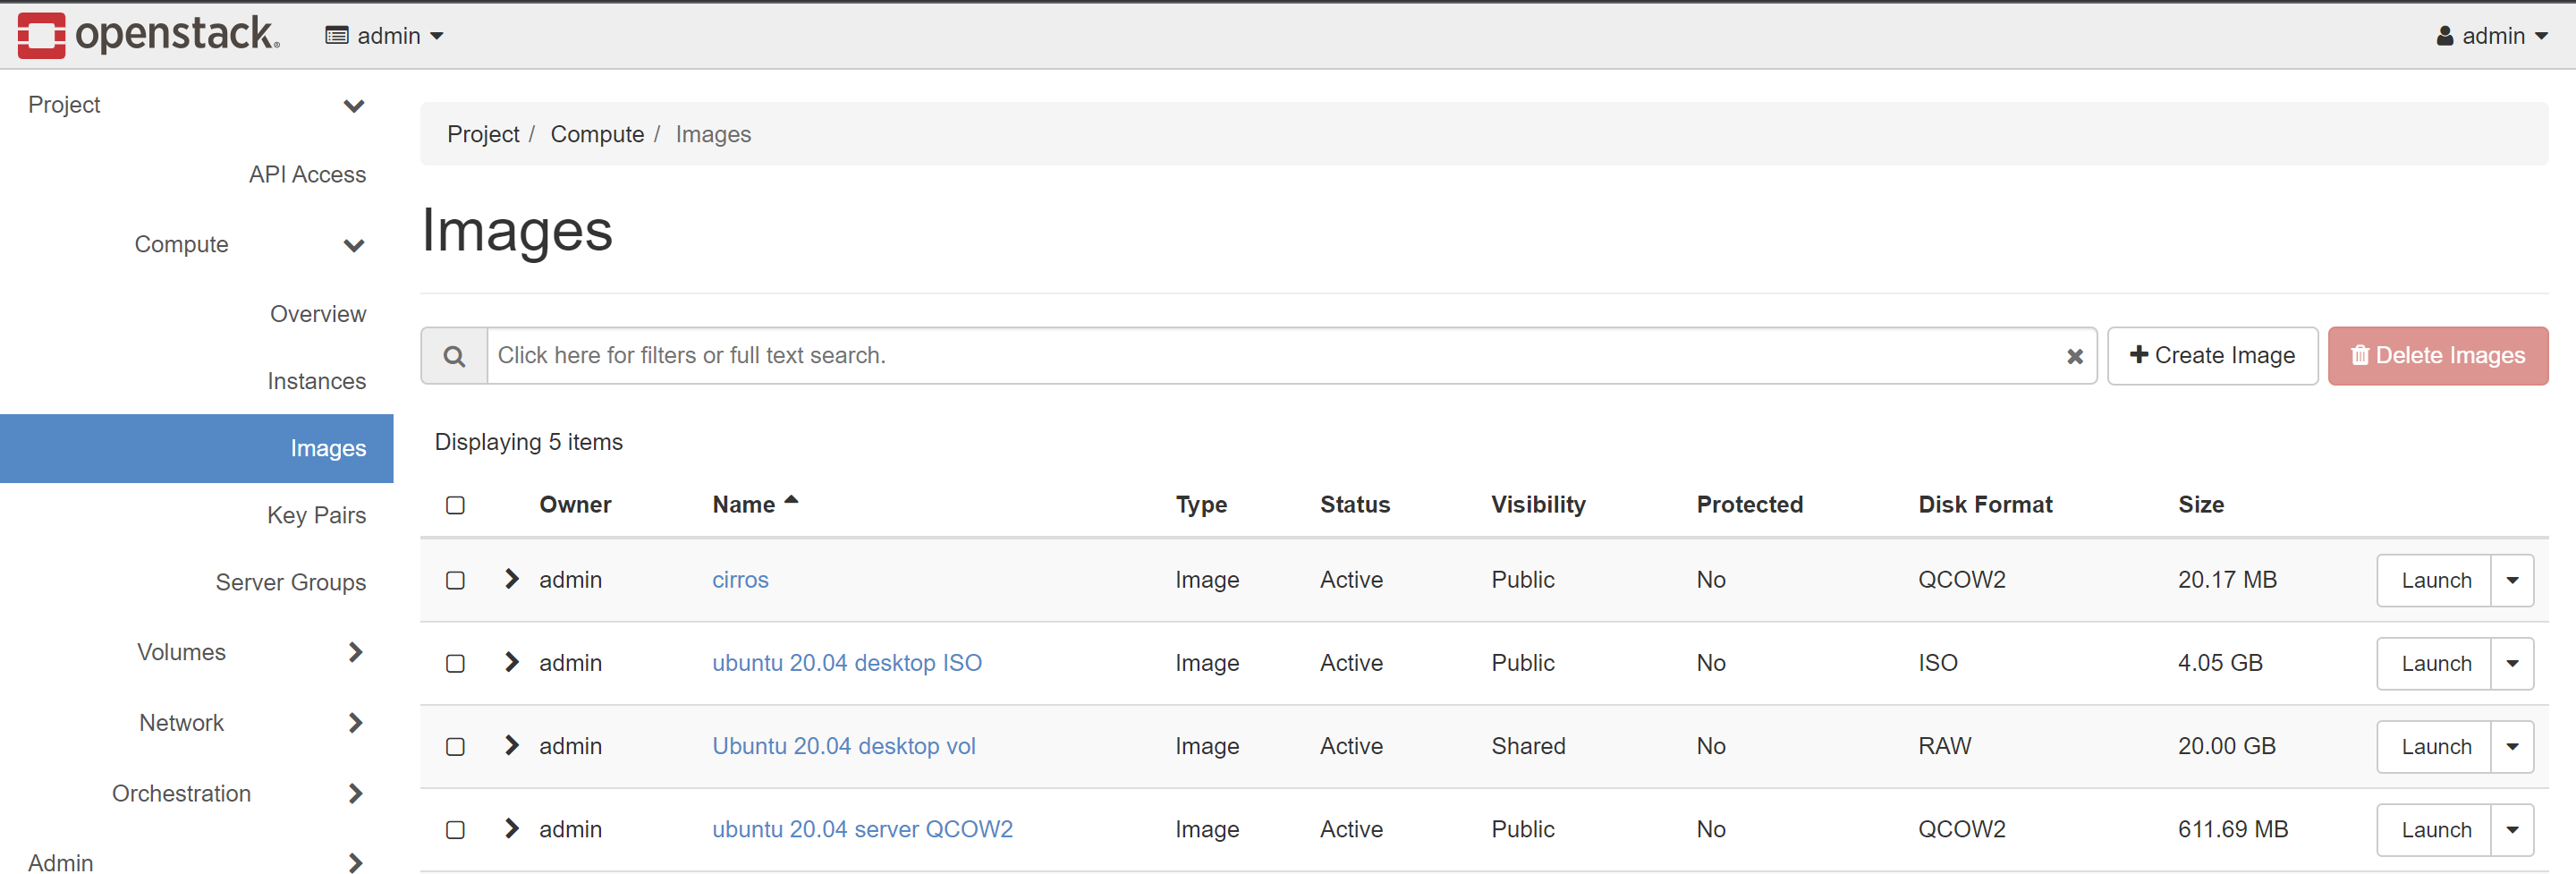 openstack. admin admin
Project
API Access
Compute
Overview
Instances
Images
Key Pairs
Server Groups
Volumes
Network
Orchestration
Admin
Project / Compute / Images
Images
Click here for filters or full text search. Create Image Delete Images
Displaying 5 items
Owner Name Type Status Visibility Protected Disk Format Size
admin cirros Image Active Public No QCOW2 20.17 MB Launch
admin ubuntu 20.04 desktop ISO Image Active Public No ISO 4.05 GB Launch
admin Ubuntu 20.04 desktop vol Image Active Shared No RAW 20.00 GB Launch
admin ubuntu 20.04 server QCOW2 Image Active Public No QCOW2 611.69 MB Launch